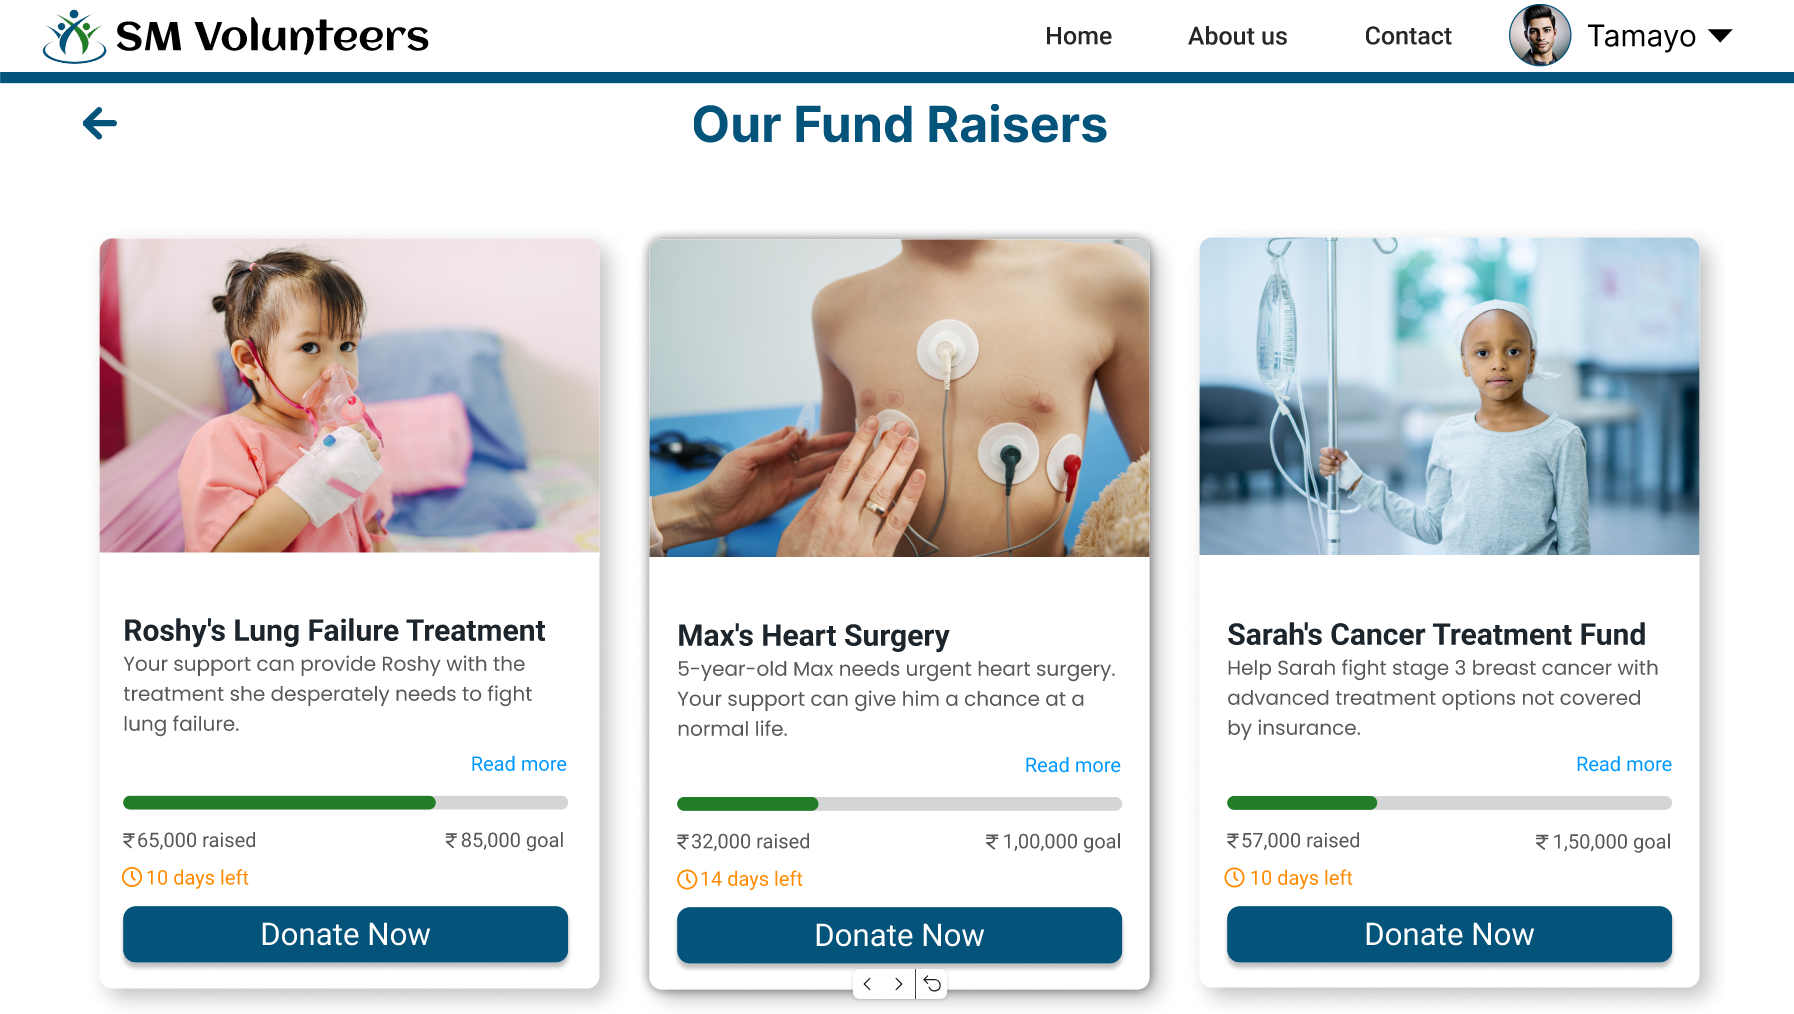 SM Volunteers
Home
About us
Contact
Tamayo
Our Fund Raisers
Roshy's Lung Failure Treatment
Your support can provide Roshy with the
treatment she desperately needs to fight
lung failure.
Read more
₹65,000 raised
₹ 85,000 goal
10 days left
Donate Now
Max's Heart Surgery
5-year-old Max needs urgent heart surgery.
Your support can give him a chance at a
normal life.
Read more
₹32,000 raised
₹ 1,00,000 goal
14 days left
Donate Now
Sarah's Cancer Treatment Fund
Help Sarah fight stage 3 breast cancer with
advanced treatment options not covered
by insurance.
Read more
₹57,000 raised
₹ 1,50,000 goal
10 days left
Donate Now